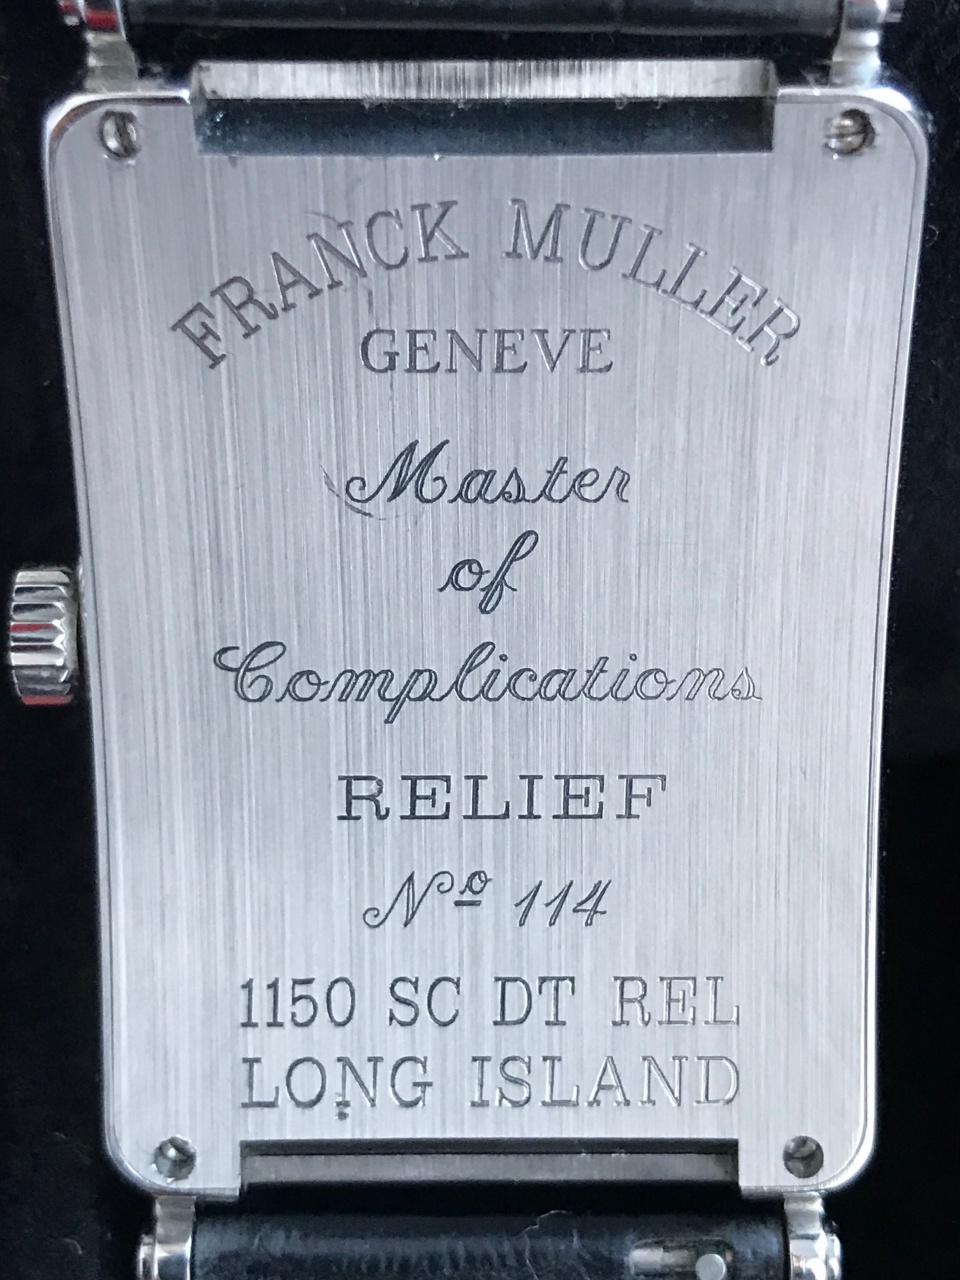 FRANCK MULLER
GENEVE
Master
of
Complications
RELIEF
Nº 114
1150 SC DT REL
LONG ISLAND